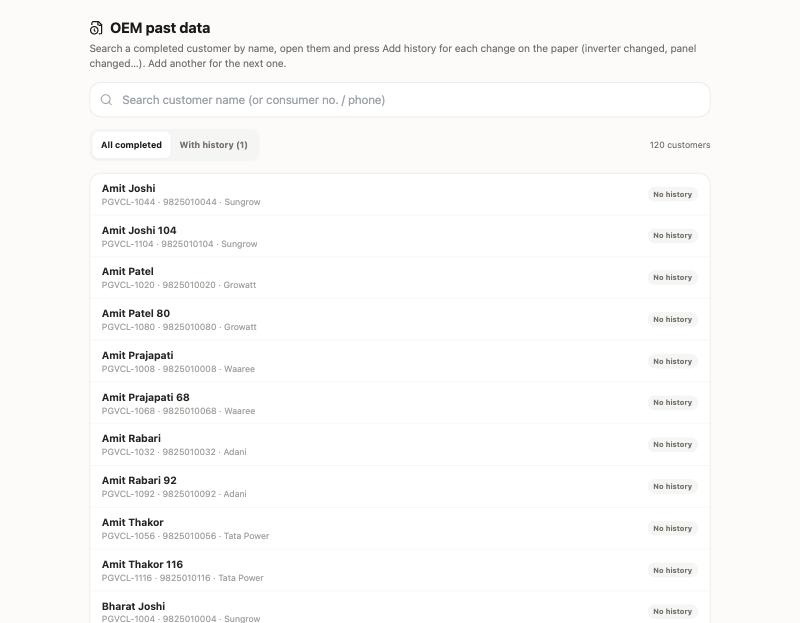 OEM past data
Search a completed customer by name, open them and press Add history for each change on the paper (inverter changed, panel
changed...). Add another for the next one.
Search customer name (or consumer no. / phone)
All completed
With history (1)
120 customers
Amit Joshi
PGVCL-1044 · 9825010044 · Sungrow
No history
Amit Joshi 104
PGVCL-1104 · 9825010104 · Sungrow
No history
Amit Patel
PGVCL-1020 · 9825010020 · Growatt
No history
Amit Patel 80
PGVCL-1080 · 9825010080 · Growatt
No history
Amit Prajapati
PGVCL-1008 · 9825010008 · Waaree
No history
Amit Prajapati 68
PGVCL-1068 · 9825010068 · Waaree
No history
Amit Rabari
PGVCL-1032 · 9825010032 · Adani
No history
Amit Rabari 92
PGVCL-1092 · 9825010092 · Adani
No history
Amit Thakor
PGVCL-1056 · 9825010056 · Tata Power
No history
Amit Thakor 116
PGVCL-1116 · 9825010116 · Tata Power
No history
Bharat Joshi
PGVCL-1004 · 9825010004 · Sungrow
No history